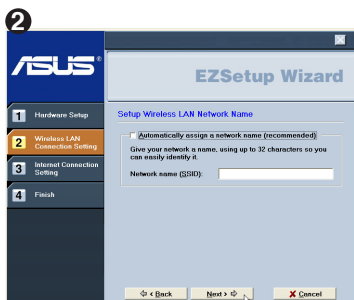 2
ASUS®
EZSetup Wizard
1 Hardware Setup
2 Wireless LAN
Connection Setting
3 Internet Connection
Setting
4 Finish
Setup Wireless LAN Network Name
Automatically assign a network name (recommended)
Give your network a name, using up to 32 characters so you
can easily identify it.
Network name (SSID):
< Back
Next >
X Cancel